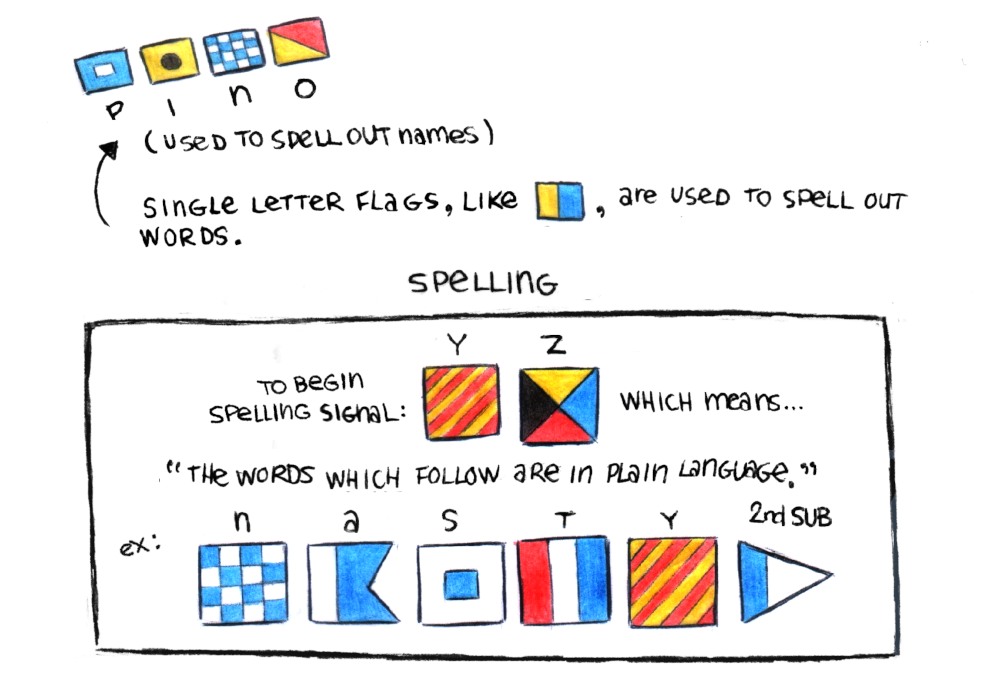 P I n O
(USED TO SPELL OUT names)
SINGLE LETTER FLAGS, LIKE , are USED TO SPELL OUT
WORDS.
SPeLLInG
Y Z
TO BeGIn
SPeLLInG SIGnaL: WHICH means...
"THe WORDS WHICH FOLLOW aRe In PLain LanGUaGe."
n a S T Y 2nd SUB
ex: